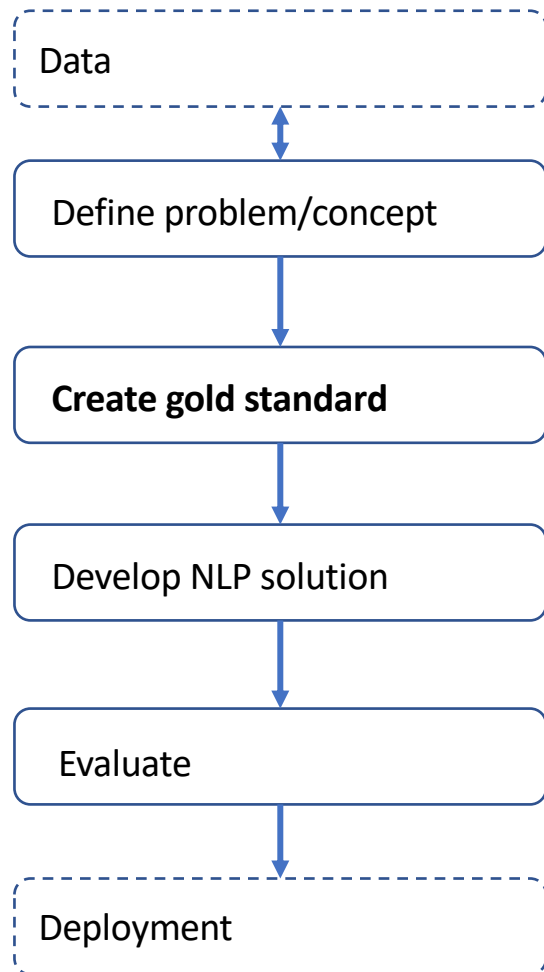 Data
Define problem/concept
Create gold standard
Develop NLP solution
Evaluate
Deployment